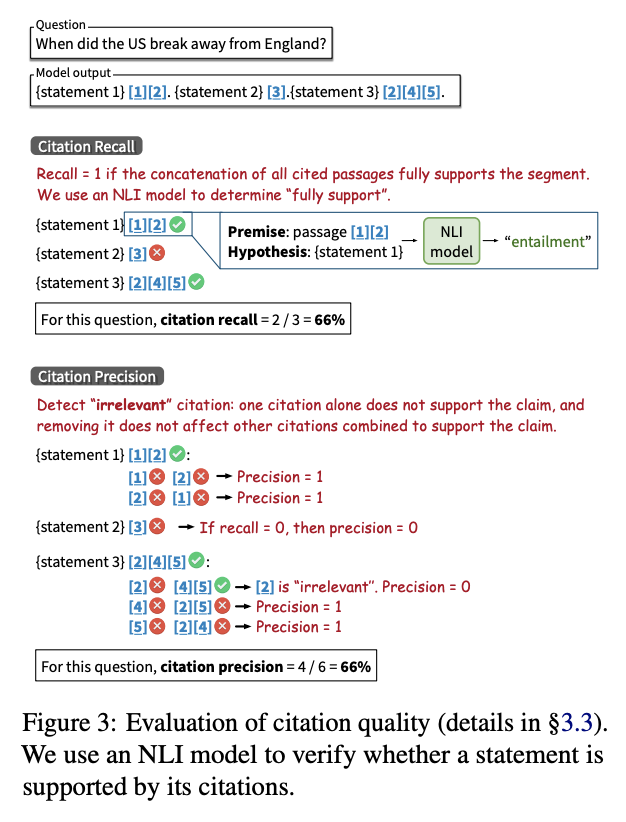 Question
When did the US break away from England?
Model output
{statement 1} [1][2]. {statement 2} [3].{statement 3} [2][4][5].
Citation Recall
Recall = 1 if the concatenation of all cited passages fully supports the segment.
We use an NLI model to determine “fully support”.
{statement 1} [1][2]
Premise: passage [1][2]
Hypothesis: {statement 1}
NLI
model
“entailment”
{statement 2} [3]
{statement 3} [2][4][5]
For this question, citation recall = 2 / 3 = 66%
Citation Precision
Detect “irrelevant” citation: one citation alone does not support the claim, and
removing it does not affect other citations combined to support the claim.
{statement 1} [1][2] :
[1] [2] → Precision = 1
[2] [1] → Precision = 1
{statement 2} [3] → If recall = 0, then precision = 0
{statement 3} [2][4][5] :
[2] [4][5] → [2] is “irrelevant”. Precision = 0
[4] [2][5] → Precision = 1
[5] [2][4] → Precision = 1
For this question, citation precision = 4 / 6 = 66%
Figure 3: Evaluation of citation quality (details in §3.3).
We use an NLI model to verify whether a statement is
supported by its citations.